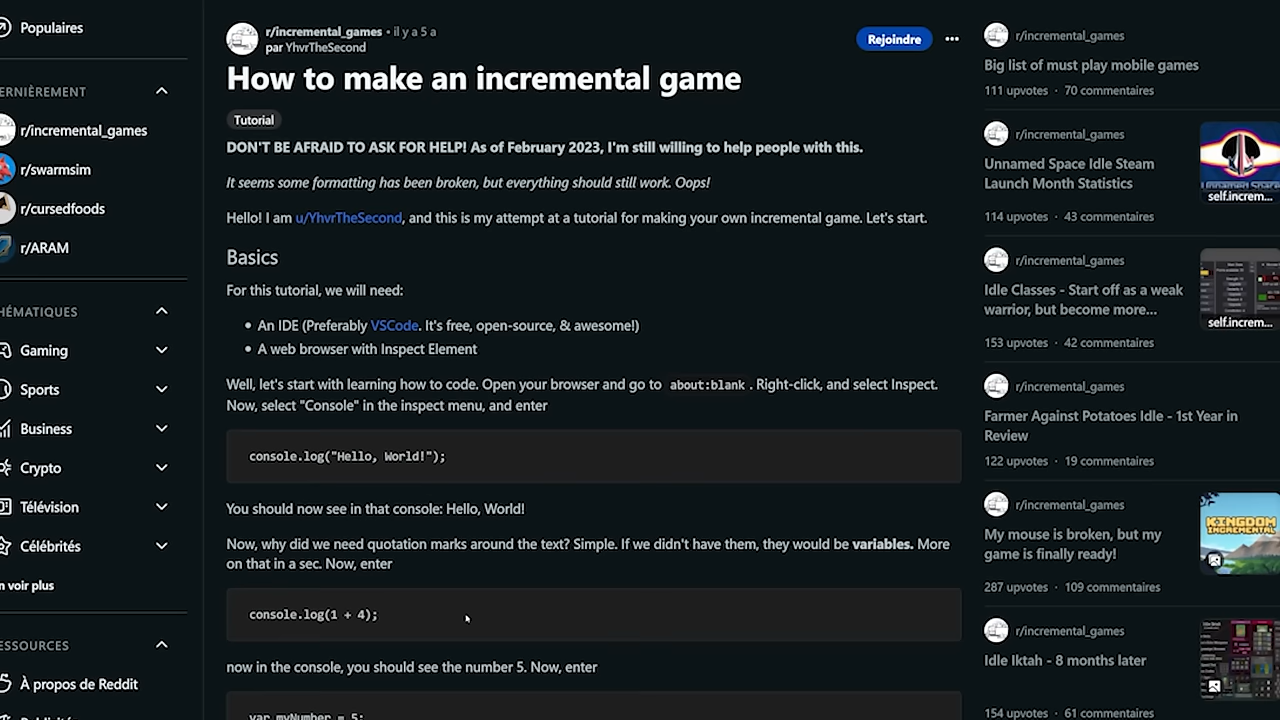 Populaires
ERNIÈREMENT
r/incremental_games
r/swarmsim
r/cursedfoods
r/ARAM
HÉMATIQUES
Gaming
Sports
Business
Crypto
Télévision
Célébrités
n voir plus
ESSOURCES
À propos de Reddit
r/incremental_games • il y a 5 a
par YhvrTheSecond
Rejoindre
How to make an incremental game
Tutorial
DON'T BE AFRAID TO ASK FOR HELP! As of February 2023, I'm still willing to help people with this.
It seems some formatting has been broken, but everything should still work. Oops!
Hello! I am u/YhvrTheSecond, and this is my attempt at a tutorial for making your own incremental game. Let's start.
Basics
For this tutorial, we will need:
• An IDE (Preferably VSCode. It's free, open-source, & awesome!)
• A web browser with Inspect Element
Well, let's start with learning how to code. Open your browser and go to about:blank . Right-click, and select Inspect.
Now, select "Console" in the inspect menu, and enter
console.log("Hello, World!");
You should now see in that console: Hello, World!
Now, why did we need quotation marks around the text? Simple. If we didn't have them, they would be variables. More
on that in a sec. Now, enter
console.log(1 + 4);
now in the console, you should see the number 5. Now, enter
var myNumber = 5;
r/incremental_games
Big list of must play mobile games
111 upvotes · 70 commentaires
r/incremental_games
Unnamed Space Idle Steam
Launch Month Statistics
self.increm...
114 upvotes · 43 commentaires
r/incremental_games
Idle Classes - Start off as a weak
warrior, but become more...
self.increm...
153 upvotes · 42 commentaires
r/incremental_games
Farmer Against Potatoes Idle - 1st Year in
Review
122 upvotes · 19 commentaires
r/incremental_games
My mouse is broken, but my
game is finally ready!
KINGDOM
INCREMENTAL
287 upvotes · 109 commentaires
r/incremental_games
Idle Iktah - 8 months later
154 upvotes · 61 commentaires